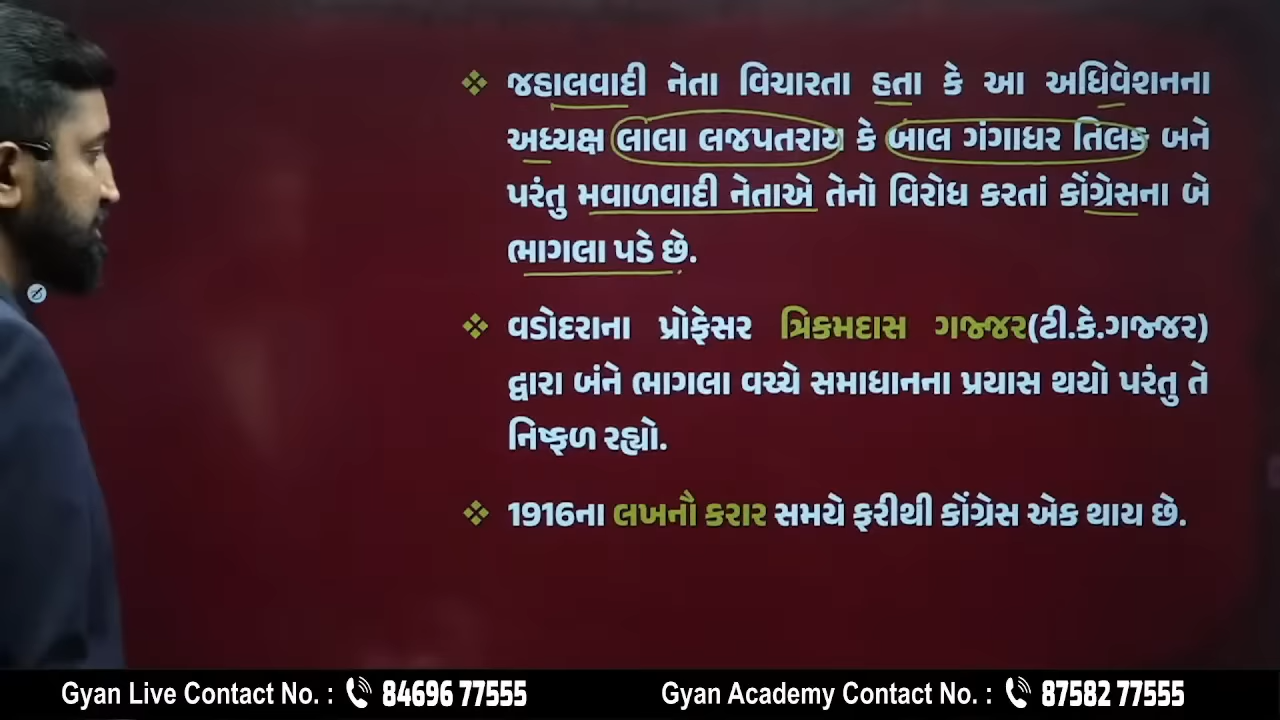 ❖ જહાલવાદી નેતા વિચારતા હતા કે આ અધિવેશનના
અધ્યક્ષ લાલા લજપતરાય કે બાલ ગંગાધર તિલક બને
પરંતુ મવાળવાદી નેતાએ તેનો વિરોધ કરતાં કોંગ્રેસના બે
ભાગલા પડે છે.
❖ વડોદરાના પ્રોફેસર ત્રિકમદાસ ગજ્જર(ટી.કે.ગજ્જર)
દ્વારા બંને ભાગલા વચ્ચે સમાધાનના પ્રયાસ થયો પરંતુ તે
નિષ્ફળ રહ્યો.
❖ 1916ના લખનૌ કરાર સમયે ફરીથી કોંગ્રેસ એક થાય છે.
Gyan Live Contact No. : 84696 77555
Gyan Academy Contact No. : 87582 77555